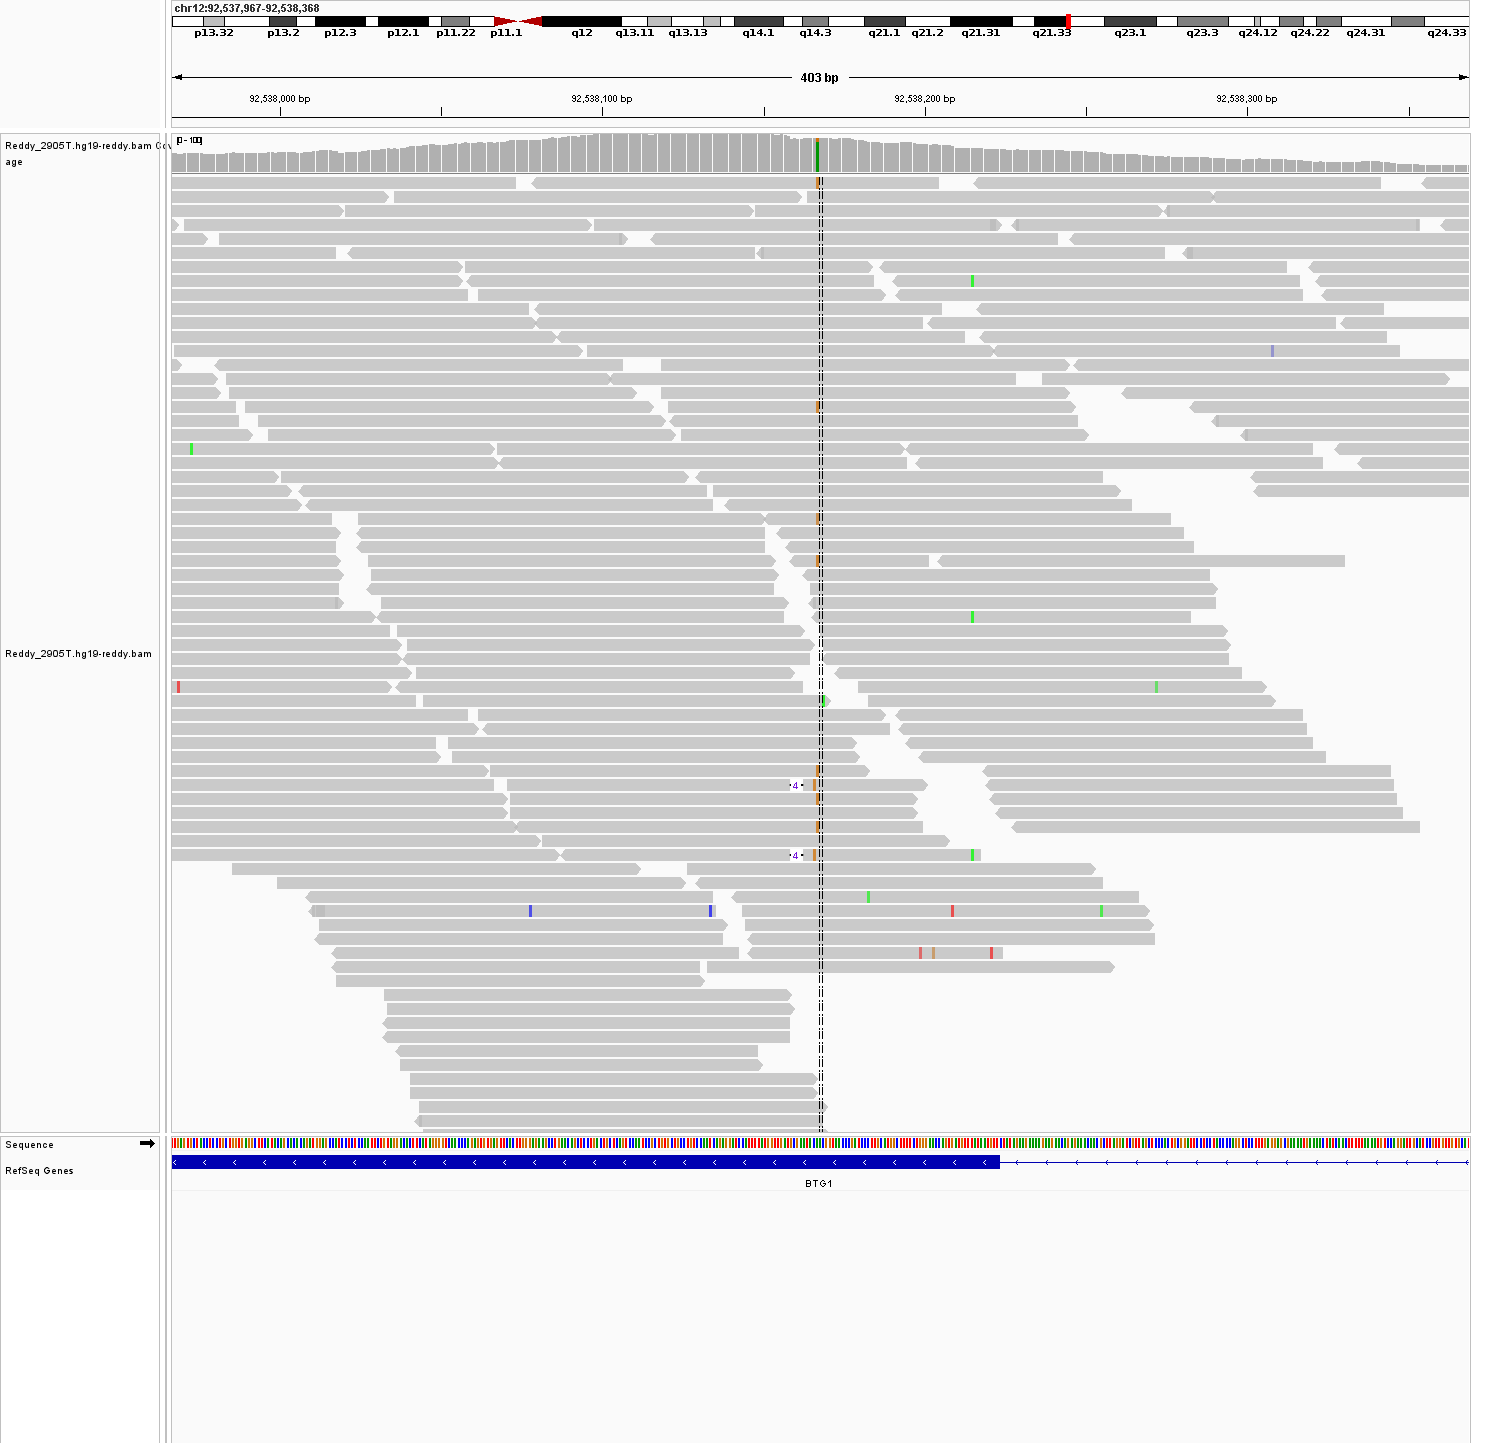 chr12:92,537,967-92,538,368
p13.32 p13.2 p12.3 p12.1 p11.22 p11.1 q12 q13.11 q13.13 q14.1 q14.3 q21.1 q21.2 q21.31 q21.33 q23.1 q23.3 q24.12 q24.22 q24.31 q24.33
403 bp
92,538,000 bp 92,538,100 bp 92,538,200 bp 92,538,300 bp
[0 - 100]
Reddy_2905T.hg19-reddy.bam Cov
age
Reddy_2905T.hg19-reddy.bam
4
4
Sequence
RefSeq Genes
BTG1